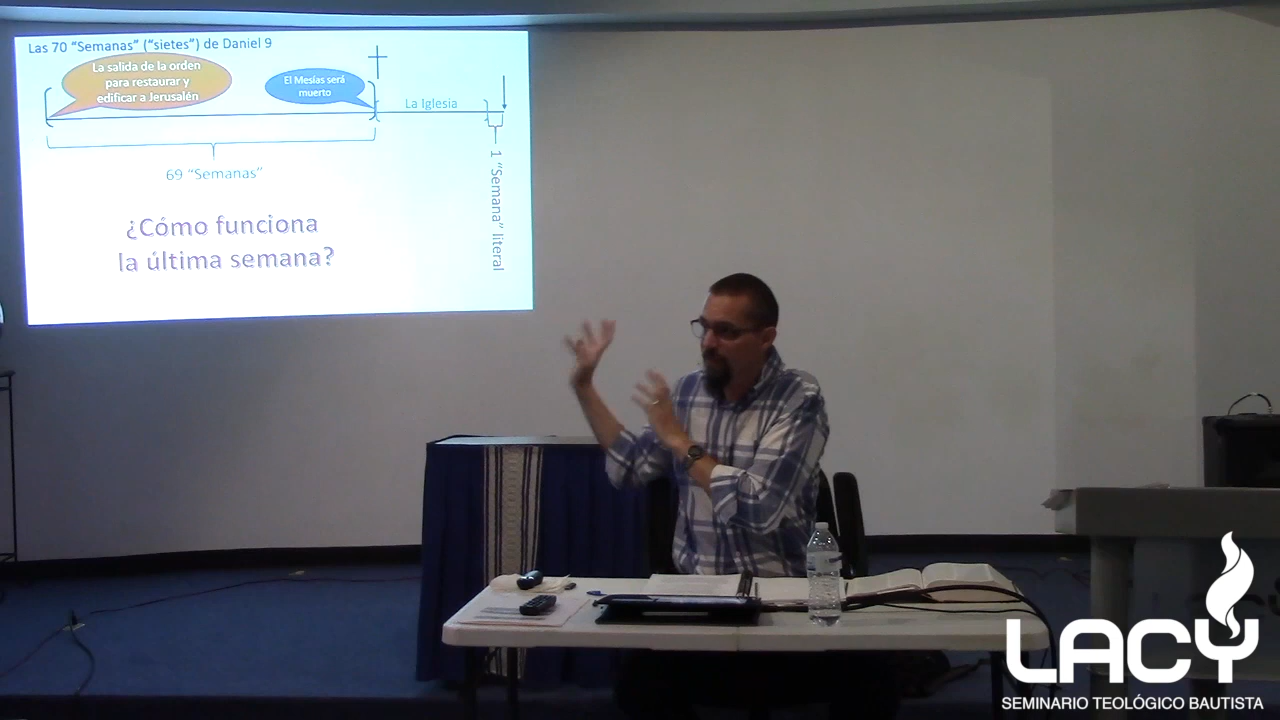 Las 70 “Semanas” (“sietes”) de Daniel 9
La salida de la orden
para restaurar y
edificar a Jerusalén
El Mesías será
muerto
La Iglesia
69 “Semanas”
1 “Semana” literal
¿Cómo funciona
la última semana?
LACY
SEMINARIO TEOLÓGICO BAUTISTA